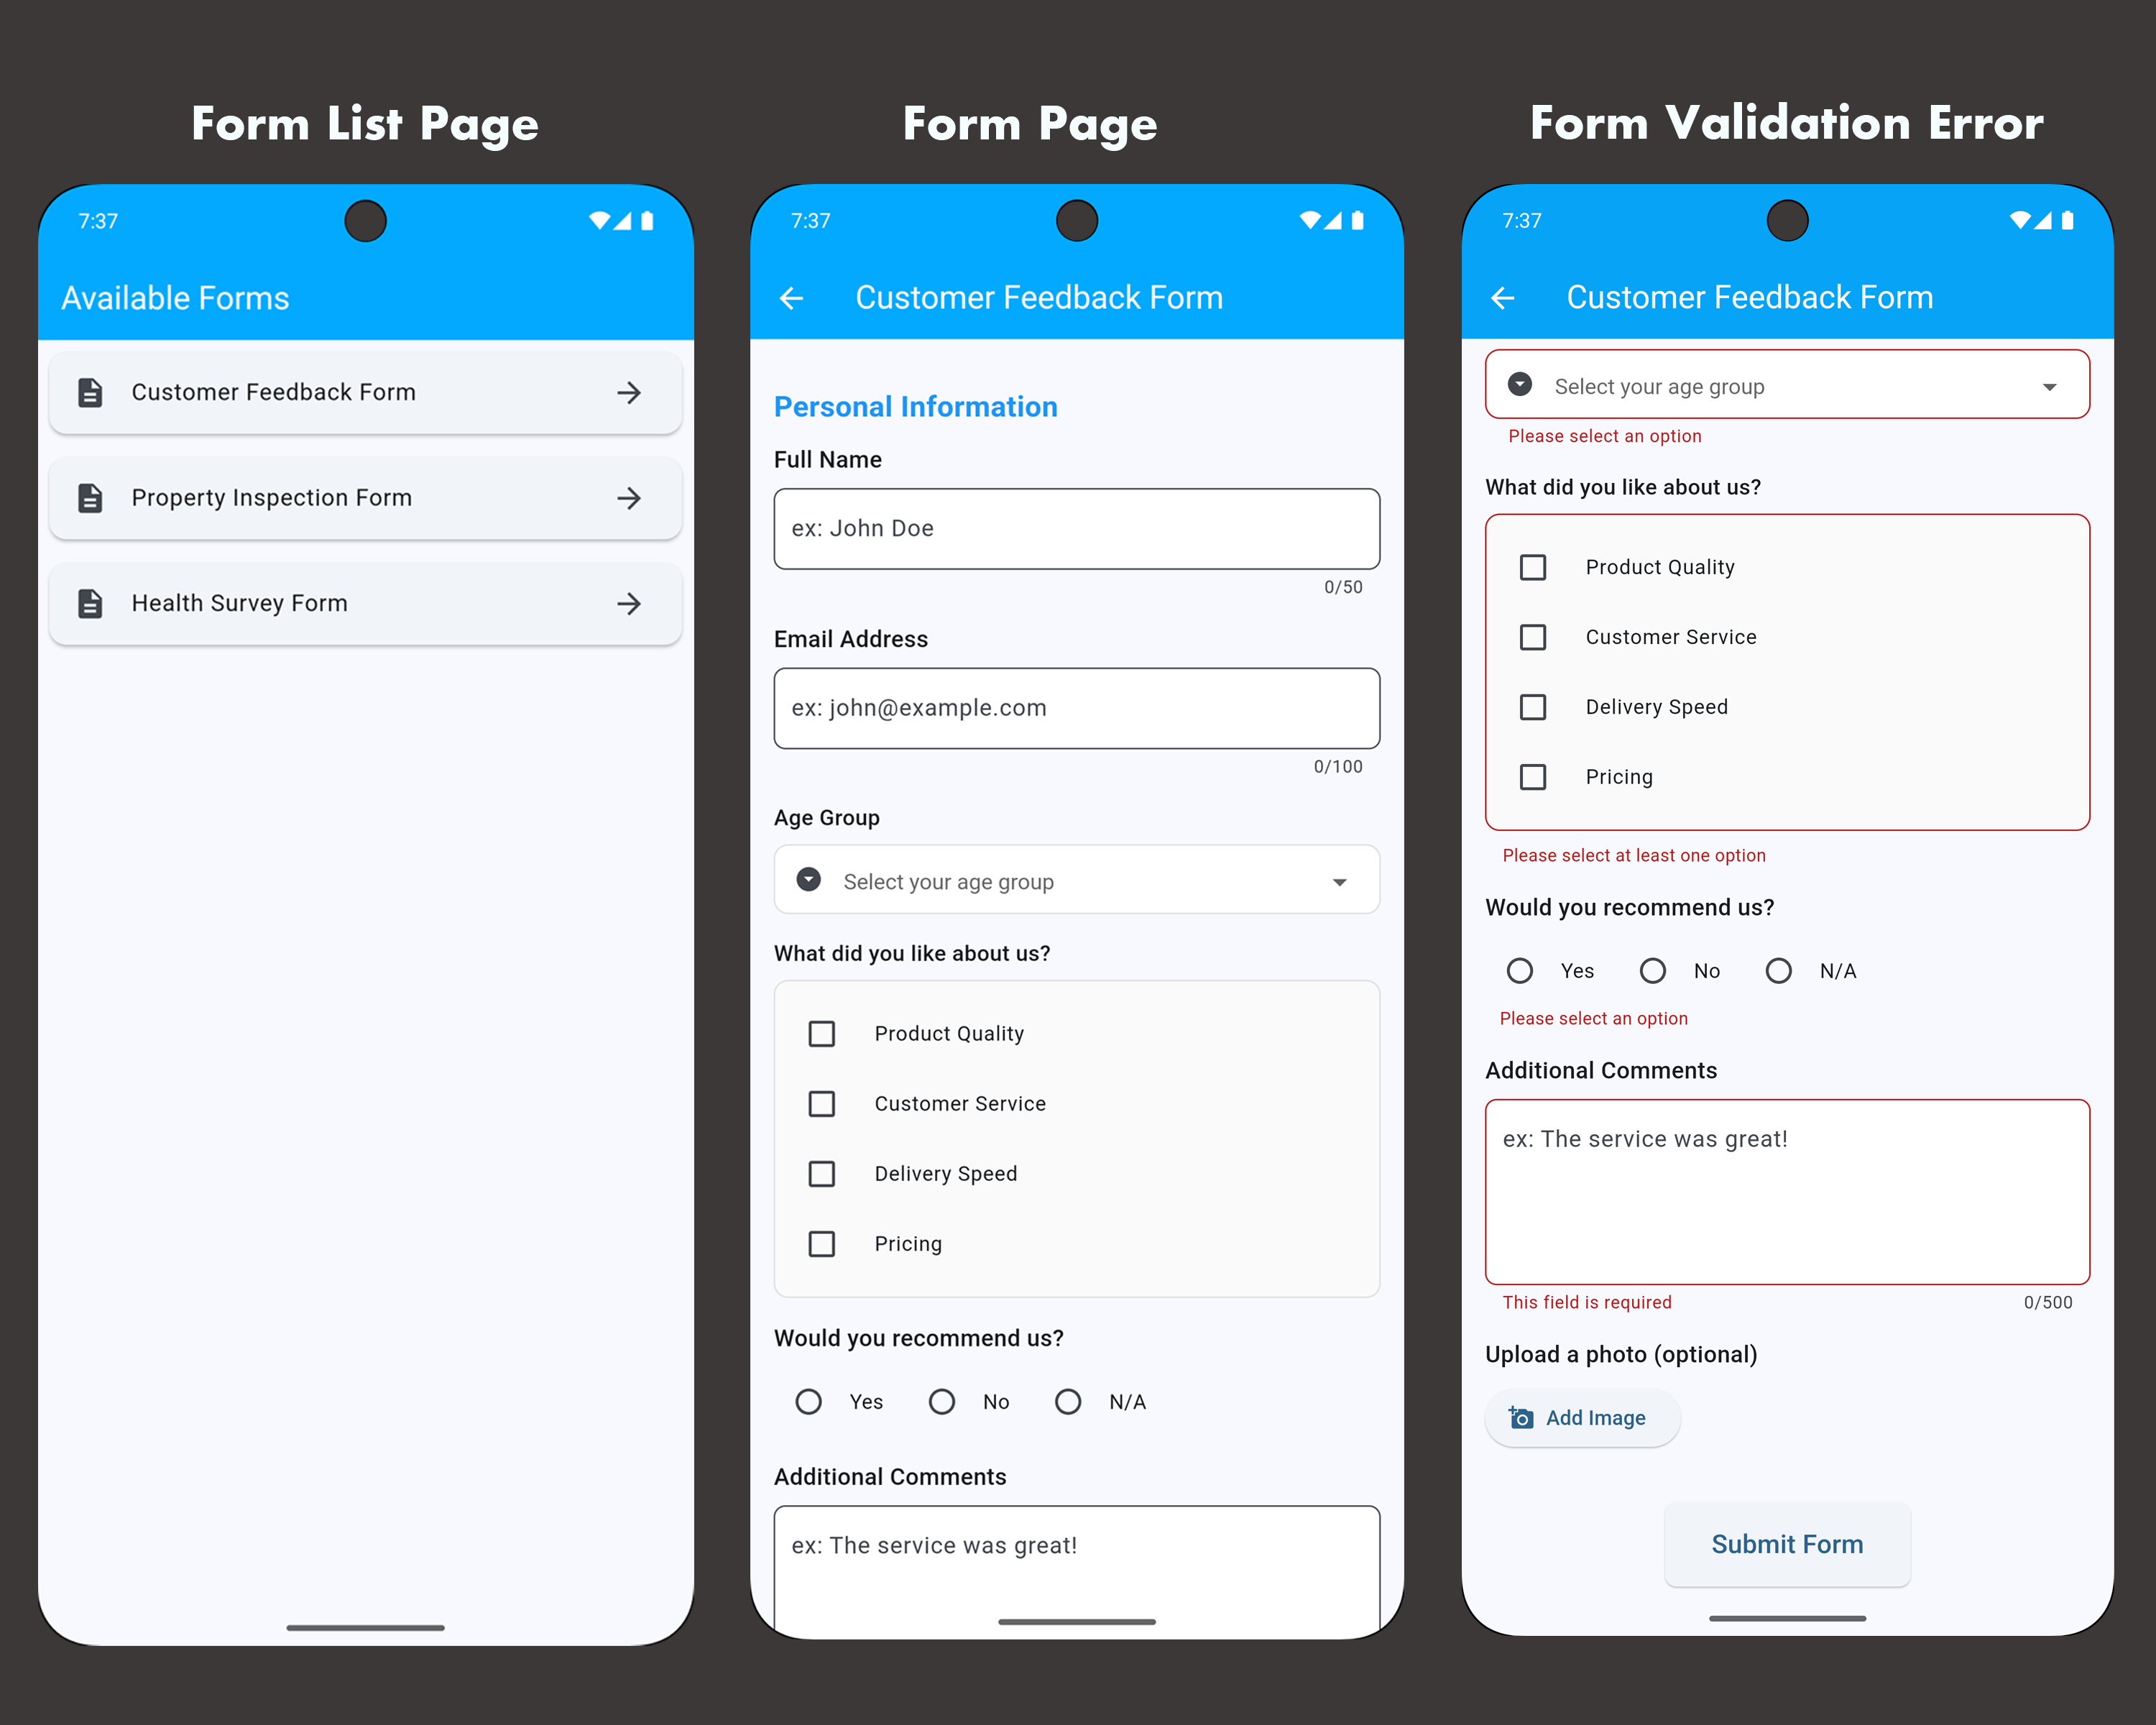 Form List Page
7:37
Available Forms
Customer Feedback Form
Property Inspection Form
Health Survey Form
Form Page
7:37
Customer Feedback Form
Personal Information
Full Name
ex: John Doe
0/50
Email Address
ex: john@example.com
0/100
Age Group
Select your age group
What did you like about us?
Product Quality
Customer Service
Delivery Speed
Pricing
Would you recommend us?
Yes No N/A
Additional Comments
ex: The service was great!
Form Validation Error
7:37
Customer Feedback Form
Select your age group
Please select an option
What did you like about us?
Product Quality
Customer Service
Delivery Speed
Pricing
Please select at least one option
Would you recommend us?
Yes No N/A
Please select an option
Additional Comments
ex: The service was great!
This field is required 0/500
Upload a photo (optional)
Add Image
Submit Form